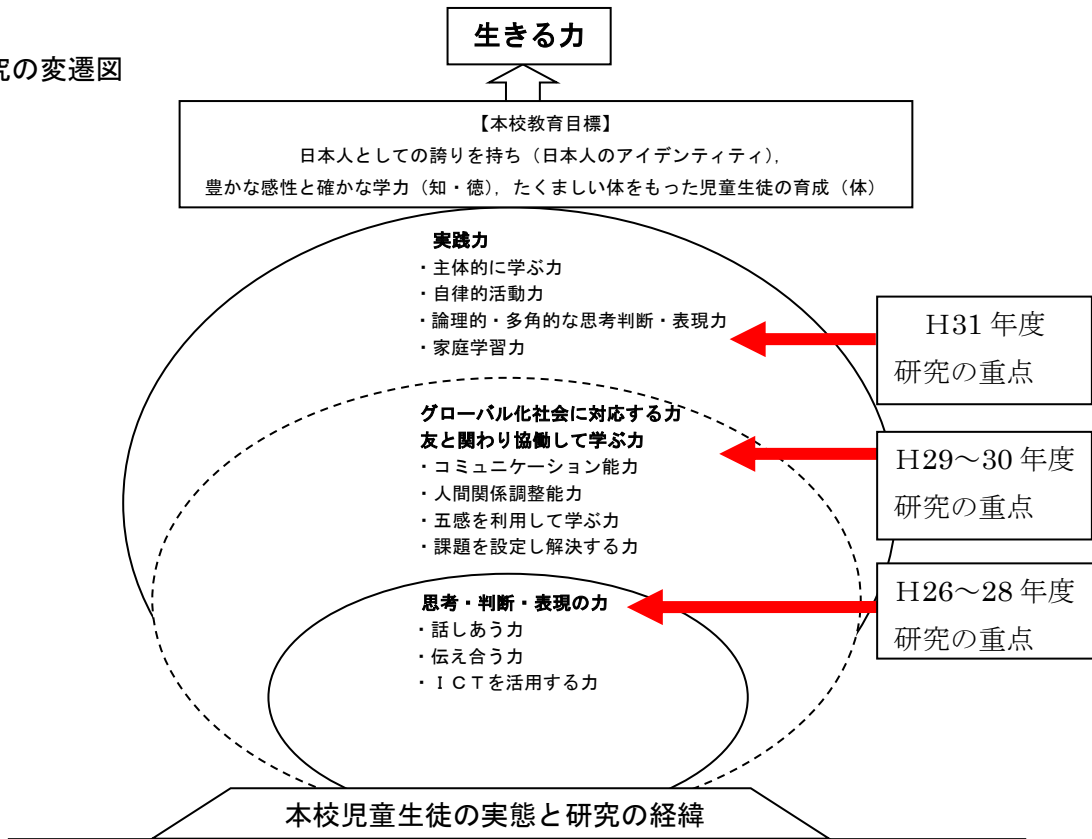 生きる力
究の変遷図
【本校教育目標】
日本人としての誇りを持ち（日本人のアイデンティティ），
豊かな感性と確かな学力（知・徳），たくましい体をもった児童生徒の育成（体）
実践力
・主体的に学ぶ力
・自律的活動力
・論理的・多角的な思考判断・表現力
・家庭学習力
H31 年度
研究の重点
グローバル化社会に対応する力
友と関わり協働して学ぶ力
・コミュニケーション能力
・人間関係調整能力
・五感を利用して学ぶ力
・課題を設定し解決する力
H29～30 年度
研究の重点
思考・判断・表現の力
・話しあう力
・伝え合う力
・ＩＣＴを活用する力
H26～28 年度
研究の重点
本校児童生徒の実態と研究の経緯